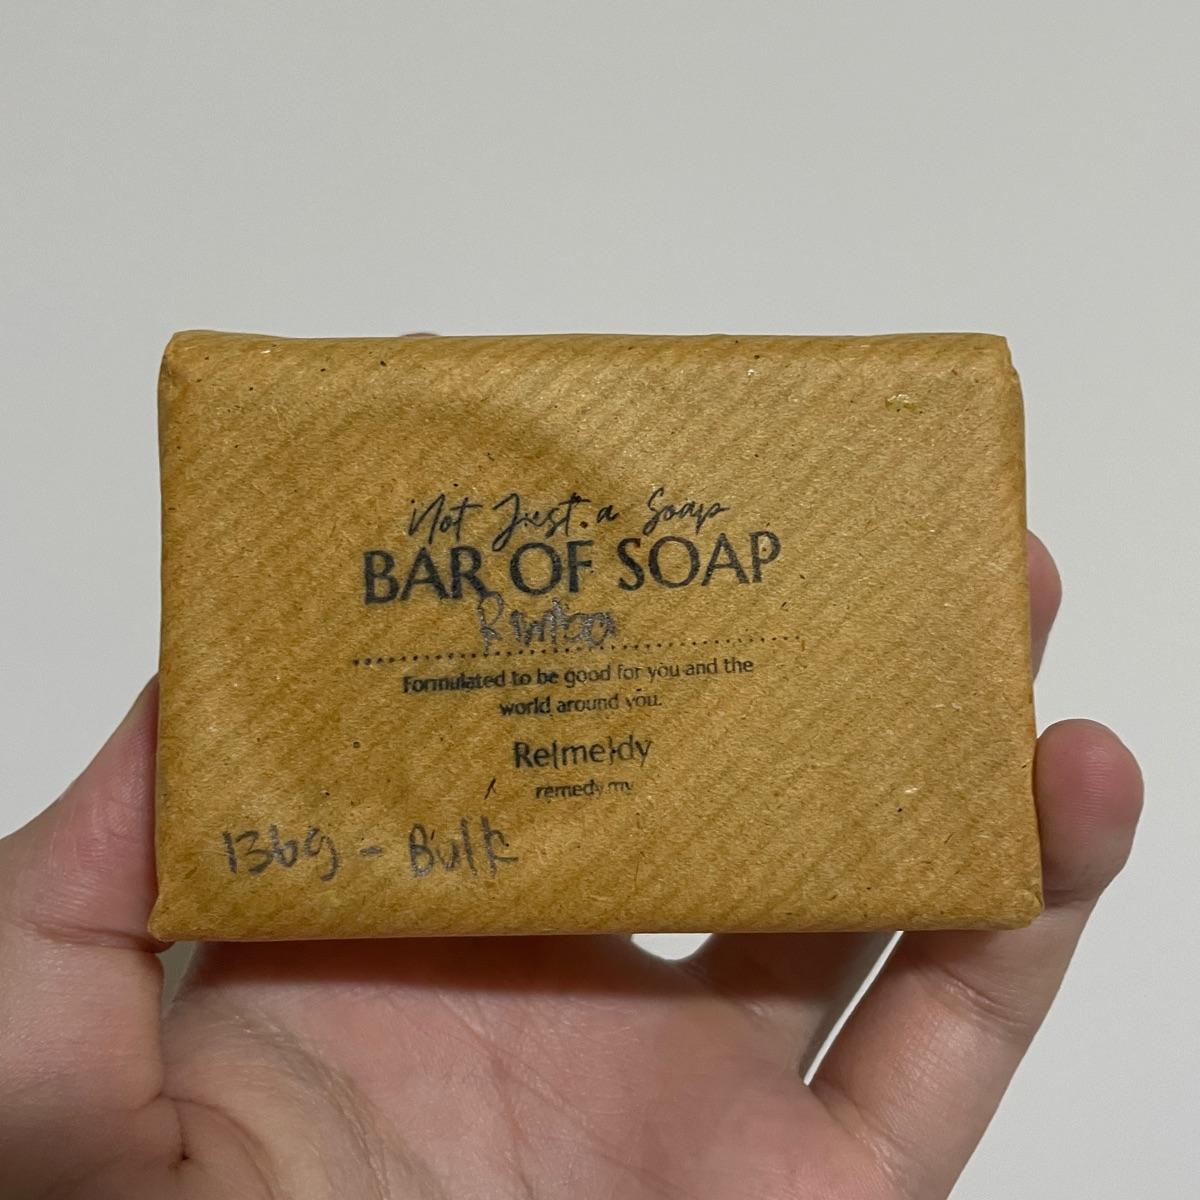 Not Just a Soap
BAR OF SOAP
Formulated to be good for you and the
world around you.
Re|me|dy
remedy.my
136g - Bulk